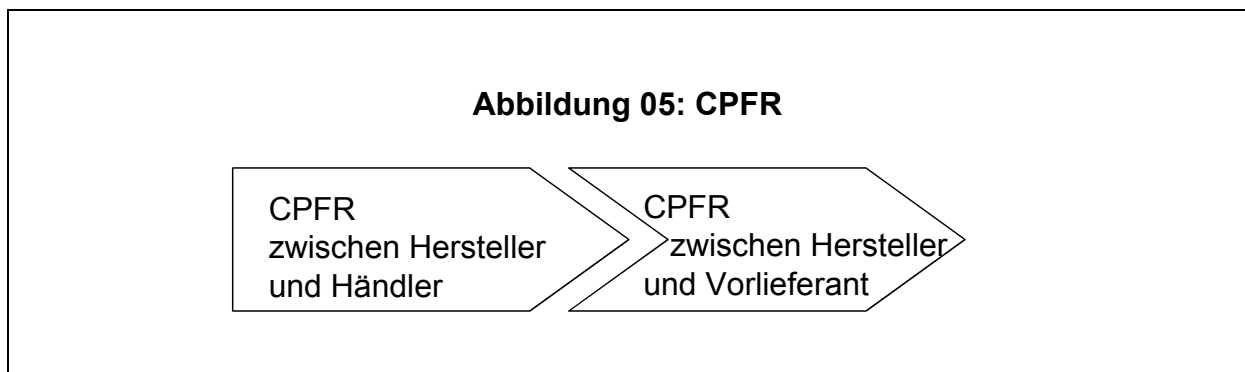 Abbildung 05: CPFR
CPFR
zwischen Hersteller
und Händler
CPFR
zwischen Hersteller
und Vorlieferant